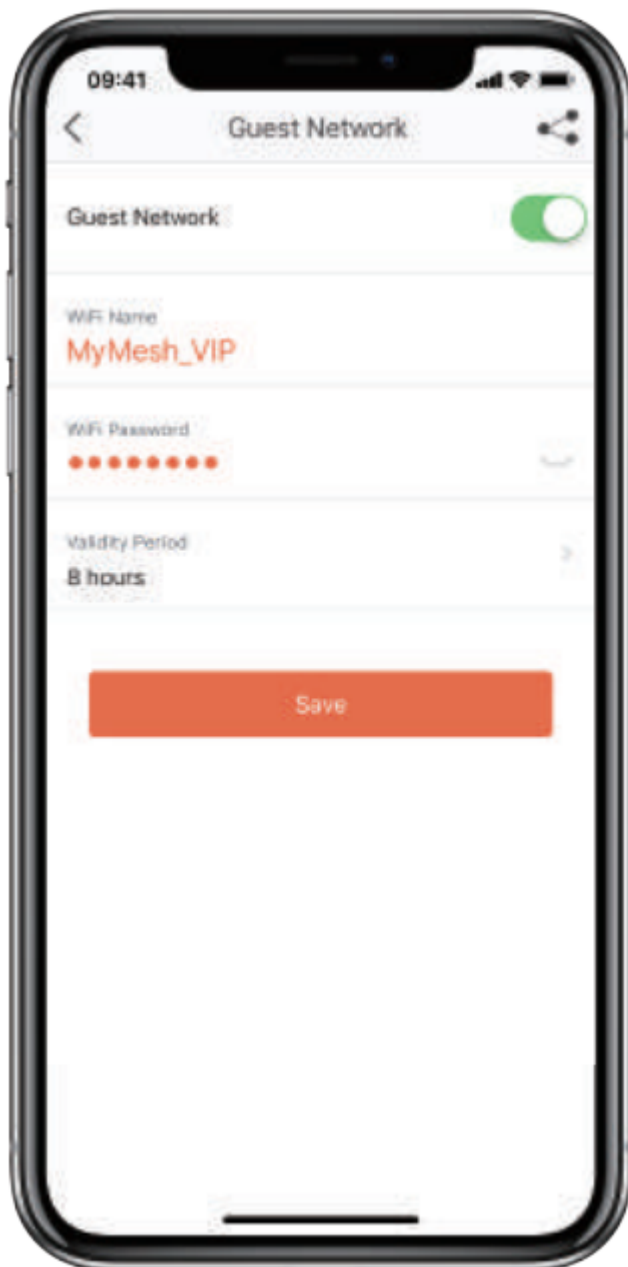 09:41
Guest Network
Guest Network
WiFi Name
MyMesh_VIP
WiFi Password
••••••••
Validity Period
8 hours
Save